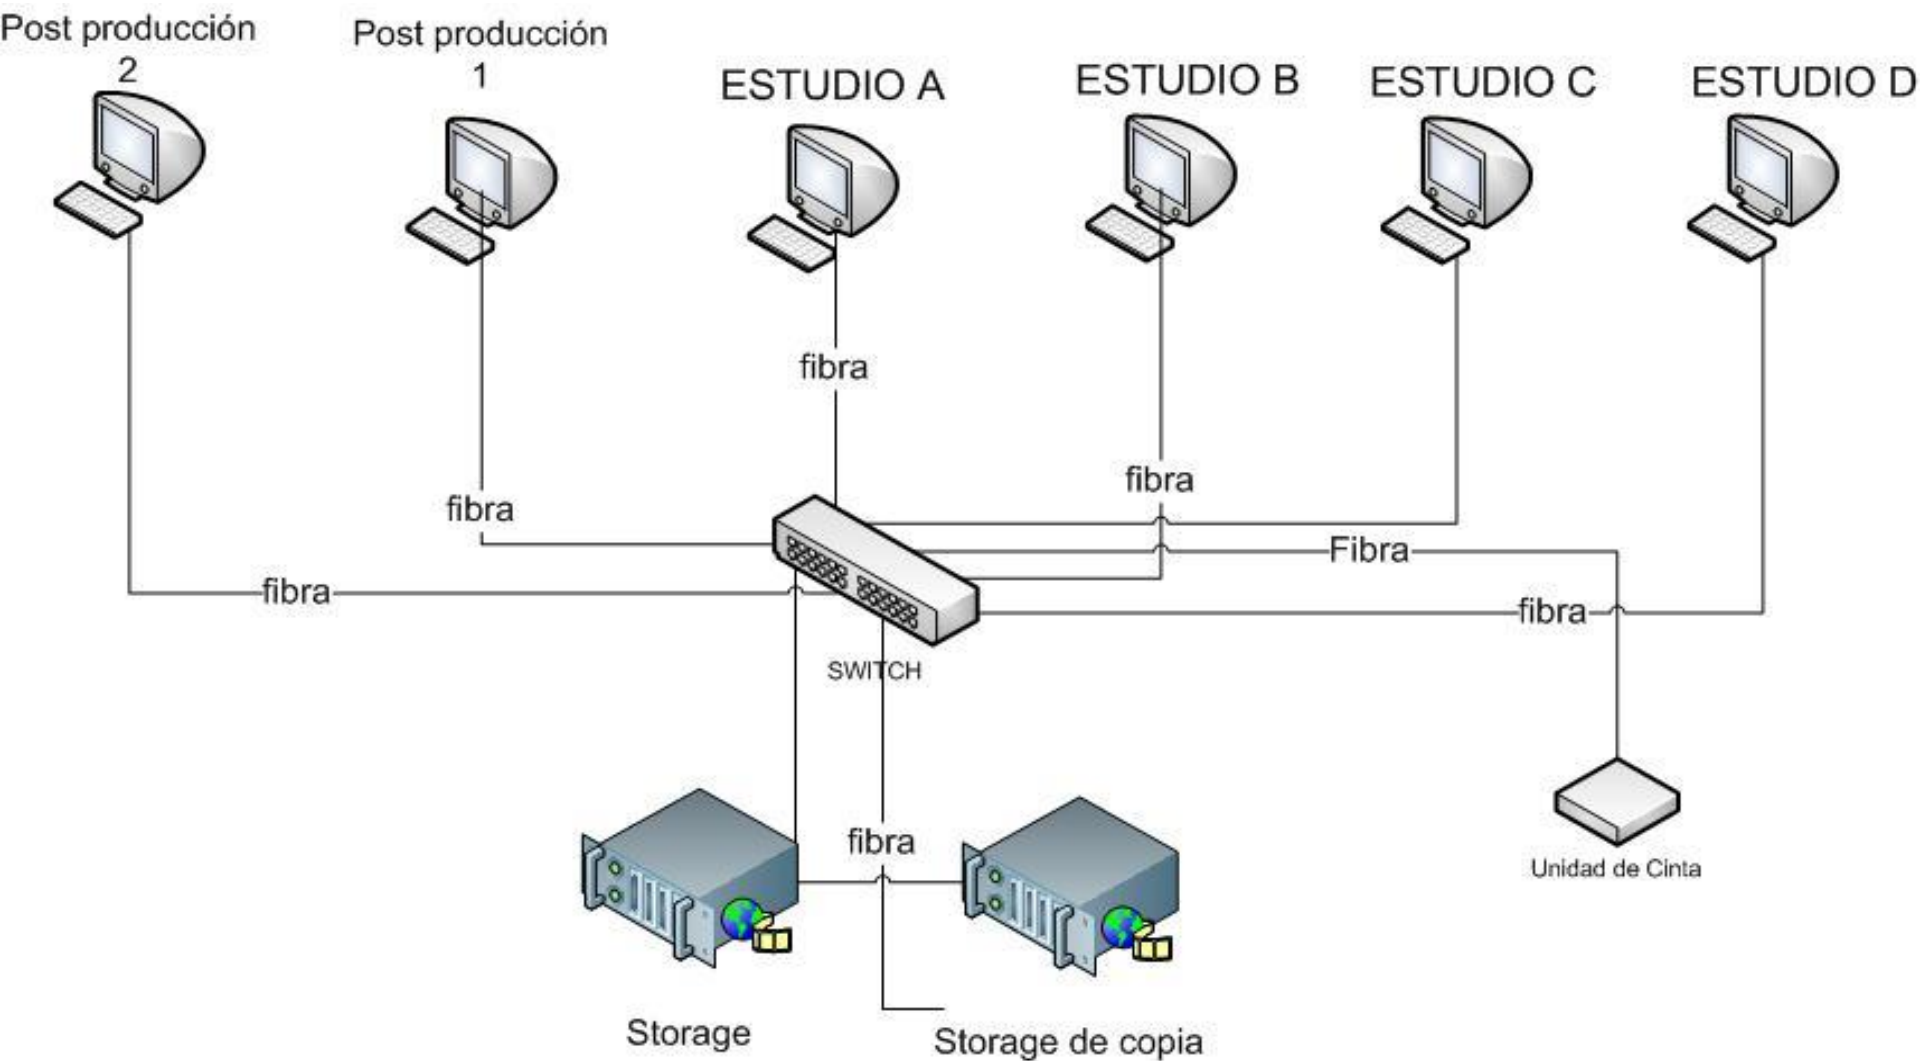 Post producción
2
Post producción
1
ESTUDIO A
ESTUDIO B
ESTUDIO C
ESTUDIO D
fibra
fibra
fibra
Fibra
fibra
fibra
SWITCH
fibra
Unidad de Cinta
Storage
Storage de copia